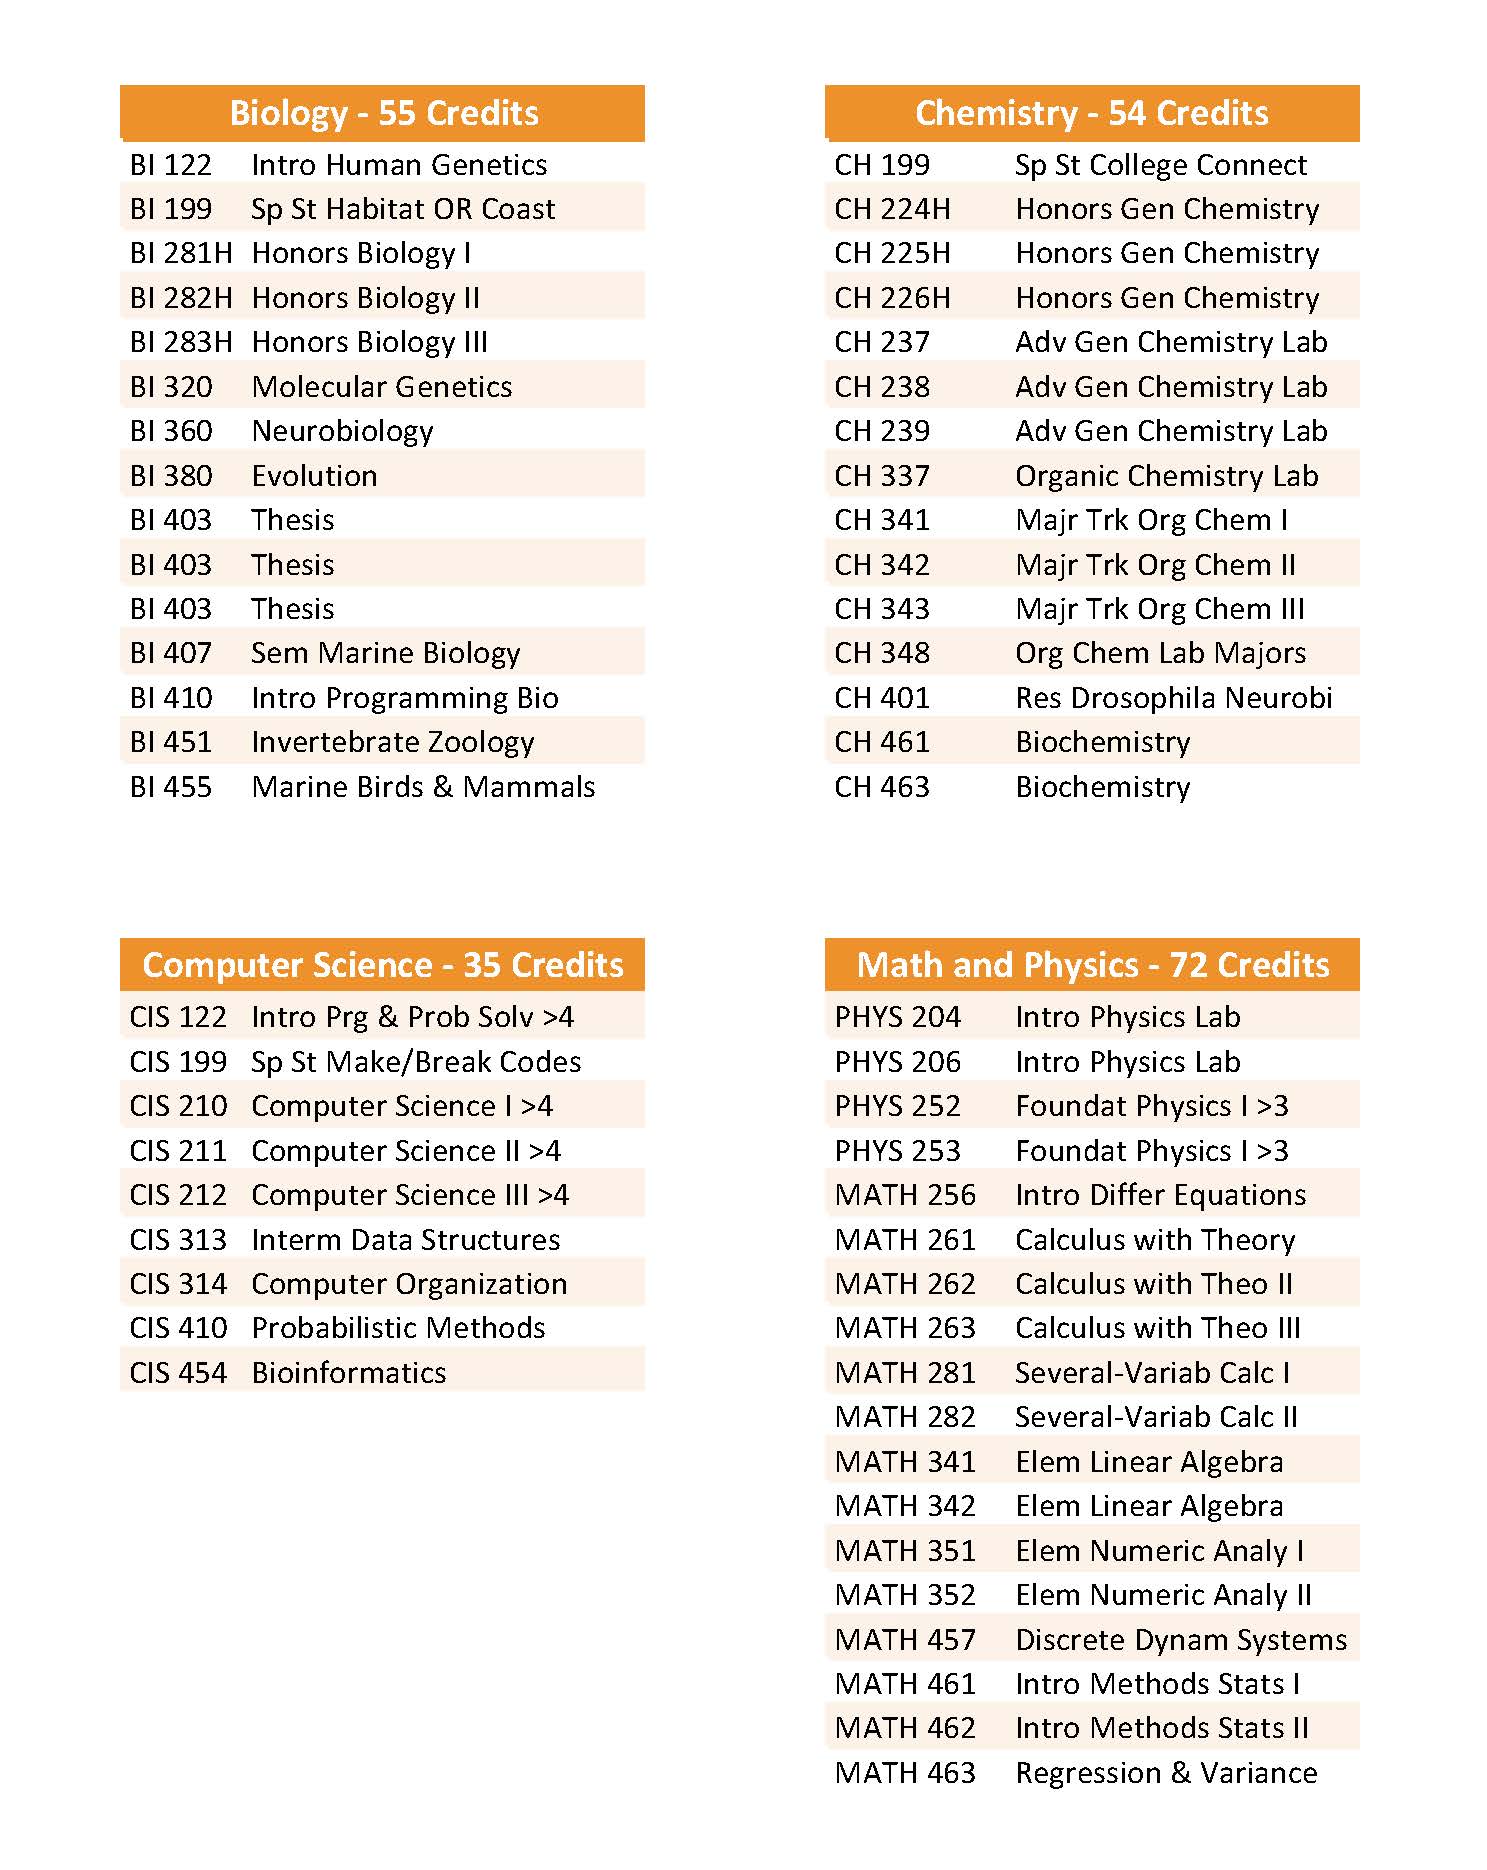 Biology - 55 Credits
BI 122 Intro Human Genetics
BI 199 Sp St Habitat OR Coast
BI 281H Honors Biology I
BI 282H Honors Biology II
BI 283H Honors Biology III
BI 320 Molecular Genetics
BI 360 Neurobiology
BI 380 Evolution
BI 403 Thesis
BI 403 Thesis
BI 403 Thesis
BI 407 Sem Marine Biology
BI 410 Intro Programming Bio
BI 451 Invertebrate Zoology
BI 455 Marine Birds & Mammals
Chemistry - 54 Credits
CH 199 Sp St College Connect
CH 224H Honors Gen Chemistry
CH 225H Honors Gen Chemistry
CH 226H Honors Gen Chemistry
CH 237 Adv Gen Chemistry Lab
CH 238 Adv Gen Chemistry Lab
CH 239 Adv Gen Chemistry Lab
CH 337 Organic Chemistry Lab
CH 341 Majr Trk Org Chem I
CH 342 Majr Trk Org Chem II
CH 343 Majr Trk Org Chem III
CH 348 Org Chem Lab Majors
CH 401 Res Drosophila Neurobi
CH 461 Biochemistry
CH 463 Biochemistry
Computer Science - 35 Credits
CIS 122 Intro Prg & Prob Solv >4
CIS 199 Sp St Make/Break Codes
CIS 210 Computer Science I >4
CIS 211 Computer Science II >4
CIS 212 Computer Science III >4
CIS 313 Interm Data Structures
CIS 314 Computer Organization
CIS 410 Probabilistic Methods
CIS 454 Bioinformatics
Math and Physics - 72 Credits
PHYS 204 Intro Physics Lab
PHYS 206 Intro Physics Lab
PHYS 252 Foundat Physics I >3
PHYS 253 Foundat Physics I >3
MATH 256 Intro Differ Equations
MATH 261 Calculus with Theory
MATH 262 Calculus with Theo II
MATH 263 Calculus with Theo III
MATH 281 Several-Variab Calc I
MATH 282 Several-Variab Calc II
MATH 341 Elem Linear Algebra
MATH 342 Elem Linear Algebra
MATH 351 Elem Numeric Analy I
MATH 352 Elem Numeric Analy II
MATH 457 Discrete Dynam Systems
MATH 461 Intro Methods Stats I
MATH 462 Intro Methods Stats II
MATH 463 Regression & Variance